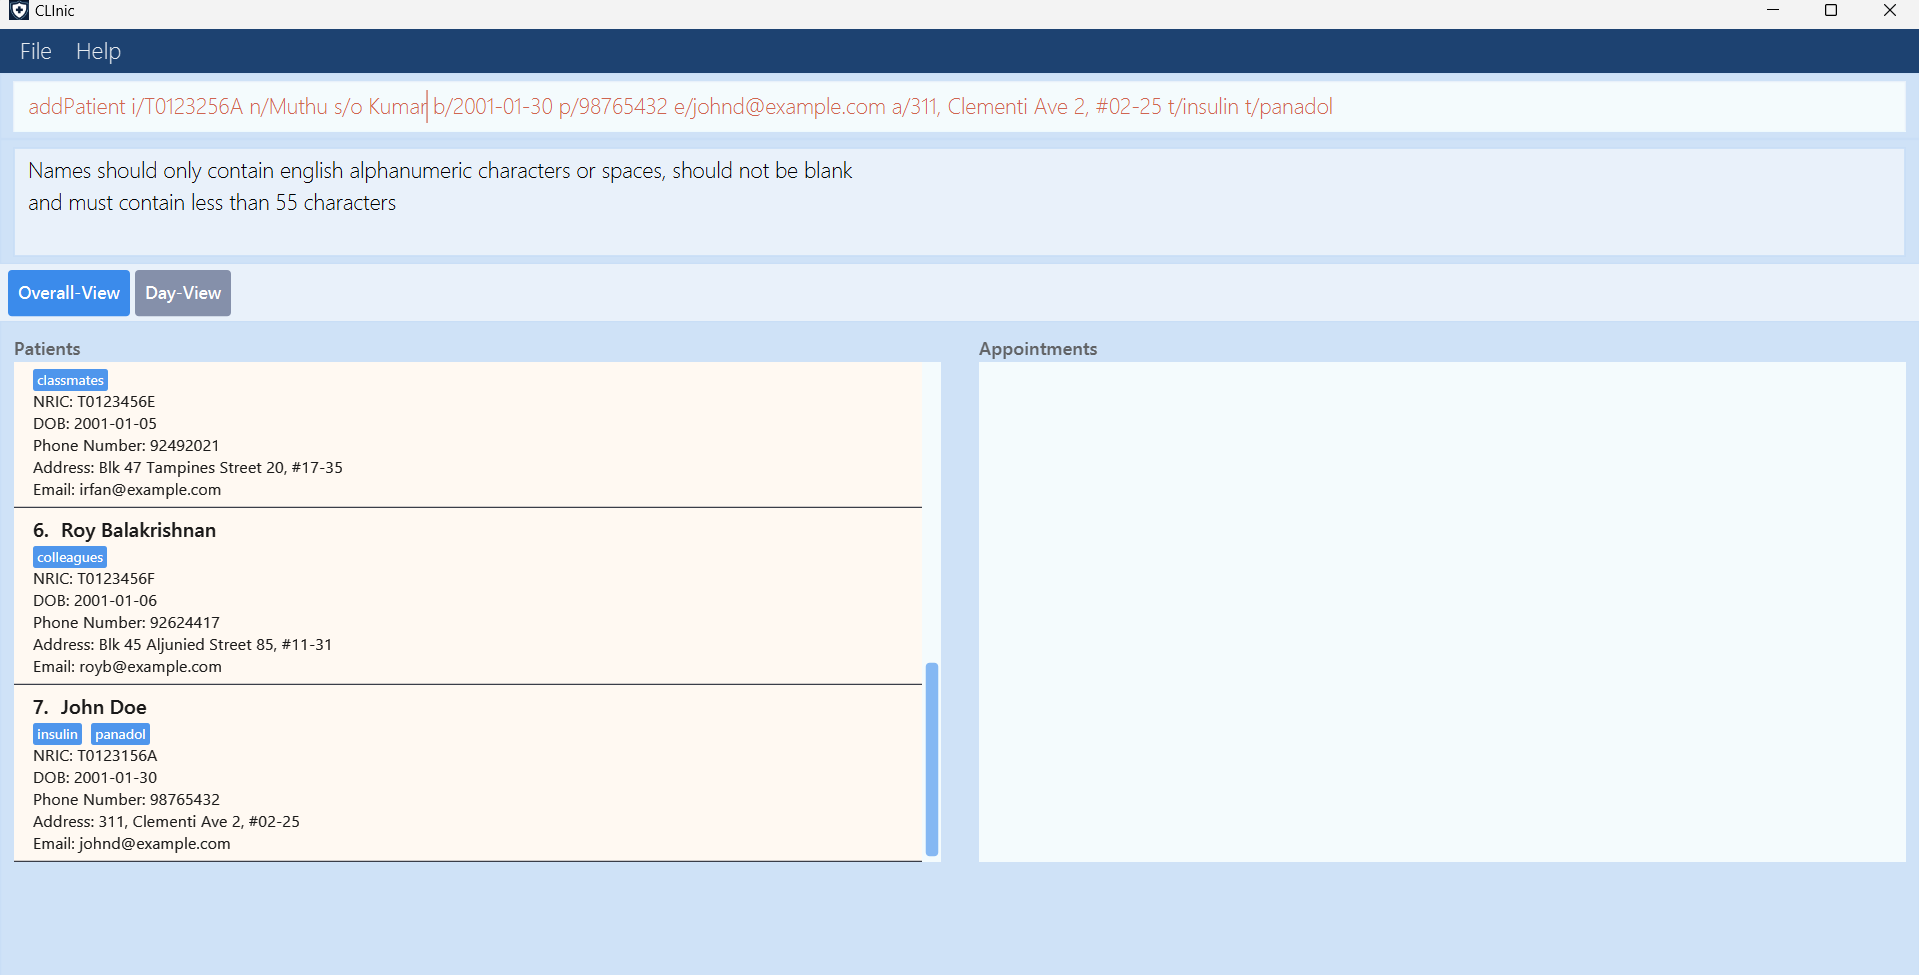 CLInic
File Help
addPatient i/T0123256A n/Muthu s/o Kumar b/2001-01-30 p/98765432 e/johnd@example.com a/311, Clementi Ave 2, #02-25 t/insulin t/panadol
Names should only contain english alphanumeric characters or spaces, should not be blank
and must contain less than 55 characters
Overall-View Day-View
Patients
classmates
NRIC: T0123456E
DOB: 2001-01-05
Phone Number: 92492021
Address: Blk 47 Tampines Street 20, #17-35
Email: irfan@example.com
6. Roy Balakrishnan
colleagues
NRIC: T0123456F
DOB: 2001-01-06
Phone Number: 92624417
Address: Blk 45 Aljunied Street 85, #11-31
Email: royb@example.com
7. John Doe
insulin panadol
NRIC: T0123156A
DOB: 2001-01-30
Phone Number: 98765432
Address: 311, Clementi Ave 2, #02-25
Email: johnd@example.com
Appointments